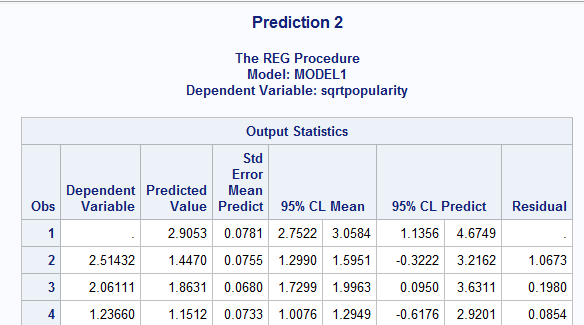 Prediction 2
The REG Procedure
Model: MODEL1
Dependent Variable: sqrtpopularity
Output Statistics
Obs Dependent Variable Predicted Value Std Error Mean Predict 95% CL Mean 95% CL Predict Residual
1 . 2.9053 0.0781 2.7522 3.0584 1.1356 4.6749 .
2 2.51432 1.4470 0.0755 1.2990 1.5951 -0.3222 3.2162 1.0673
3 2.06111 1.8631 0.0680 1.7299 1.9963 0.0950 3.6311 0.1980
4 1.23660 1.1512 0.0733 1.0076 1.2949 -0.6176 2.9201 0.0854